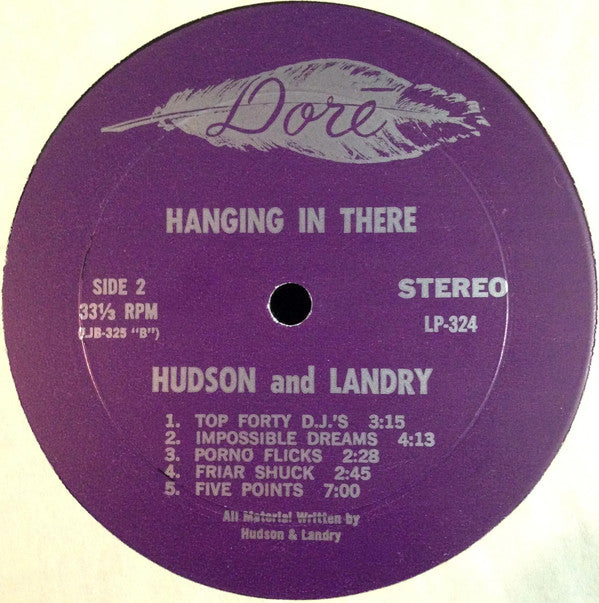 Doré
HANGING IN THERE
SIDE 2
33⅓ RPM
(LJB-325 "B")
STEREO
LP-324
HUDSON and LANDRY
1. TOP FORTY D.J.'S 3:15
2. IMPOSSIBLE DREAMS 4:13
3. PORNO FLICKS 2:28
4. FRIAR SHUCK 2:45
5. FIVE POINTS 7:00
All Material Written by
Hudson & Landry